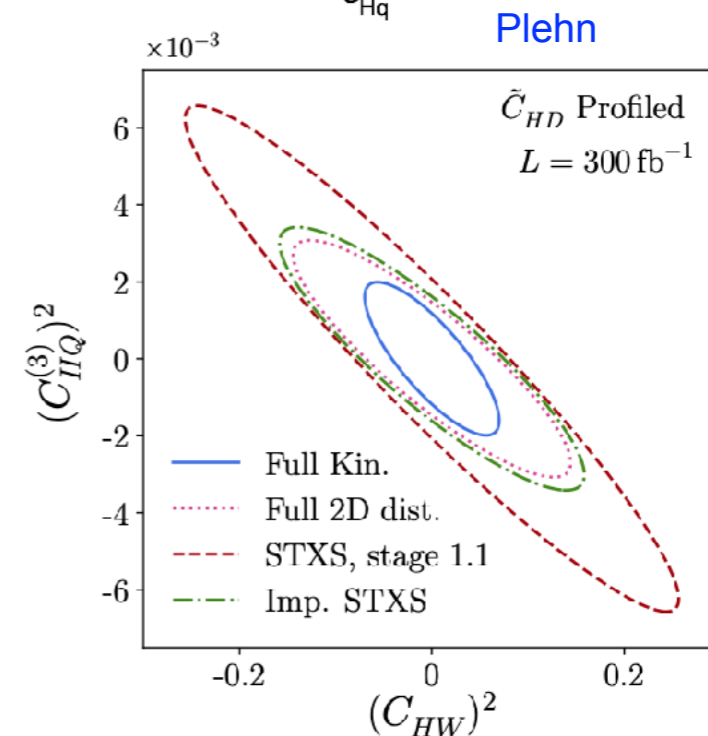 c_Hq
Plehn
×10⁻³
C̃_HD Profiled
L = 300 fb⁻¹
6
4
2
0
-2
-4
-6
(C_HQ^(3))²
Full Kin.
Full 2D dist.
STXS, stage 1.1
Imp. STXS
-0.2 0 0.2
(C_HW)²